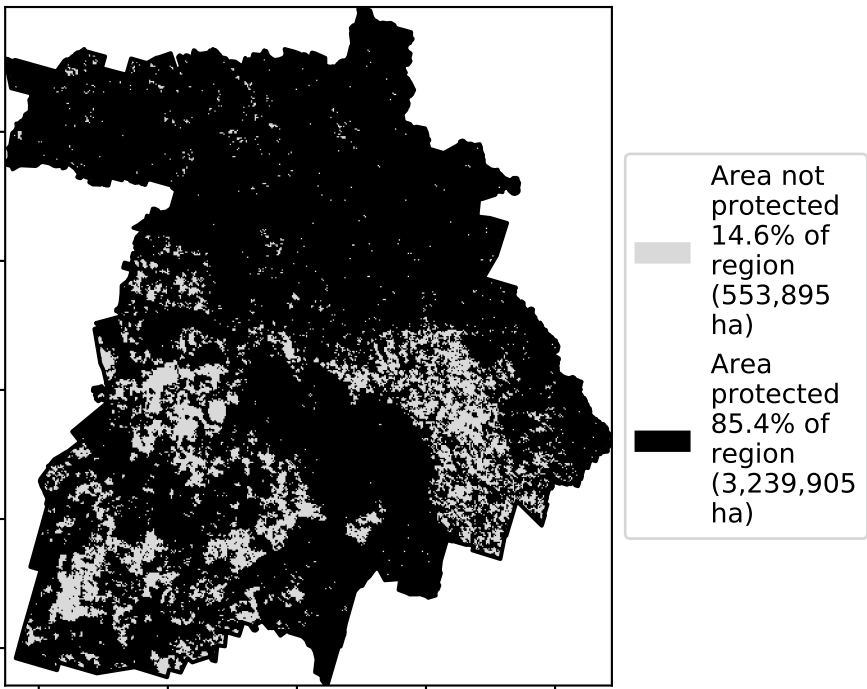 Area not
protected
14.6% of
region
(553,895
ha)
Area
protected
85.4% of
region
(3,239,905
ha)